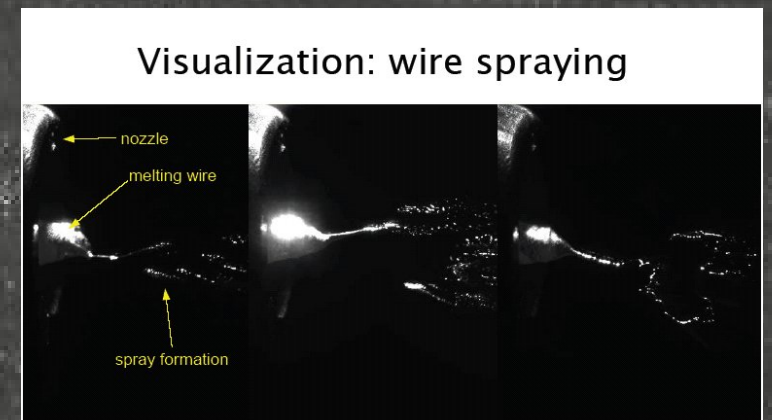 Visualization: wire spraying
nozzle
melting wire
spray formation